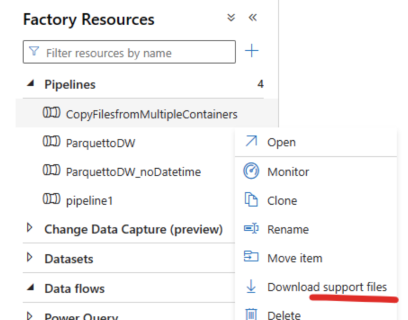 Factory Resources
Filter resources by name
Pipelines 4
CopyFilesfromMultipleContainers
ParquettoDW
ParquettoDW_noDatetime
pipeline1
Change Data Capture (preview)
Datasets
Data flows
Power Query
Open
Monitor
Clone
Rename
Move item
Download support files
Delete